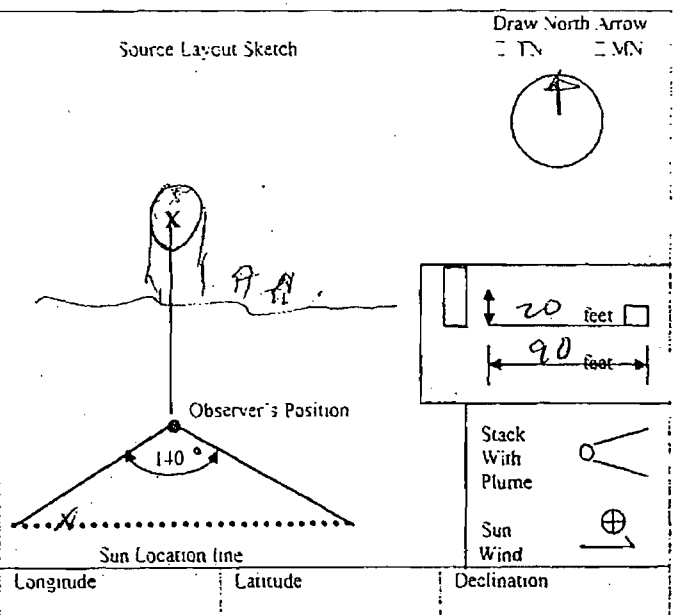 Draw North Arrow
TN MN
Source Layout Sketch
X
20 feet
90 feet
Observer's Position
140°
Stack
With
Plume
X
Sun Location line
Sun
Wind
Longitude Latitude Declination